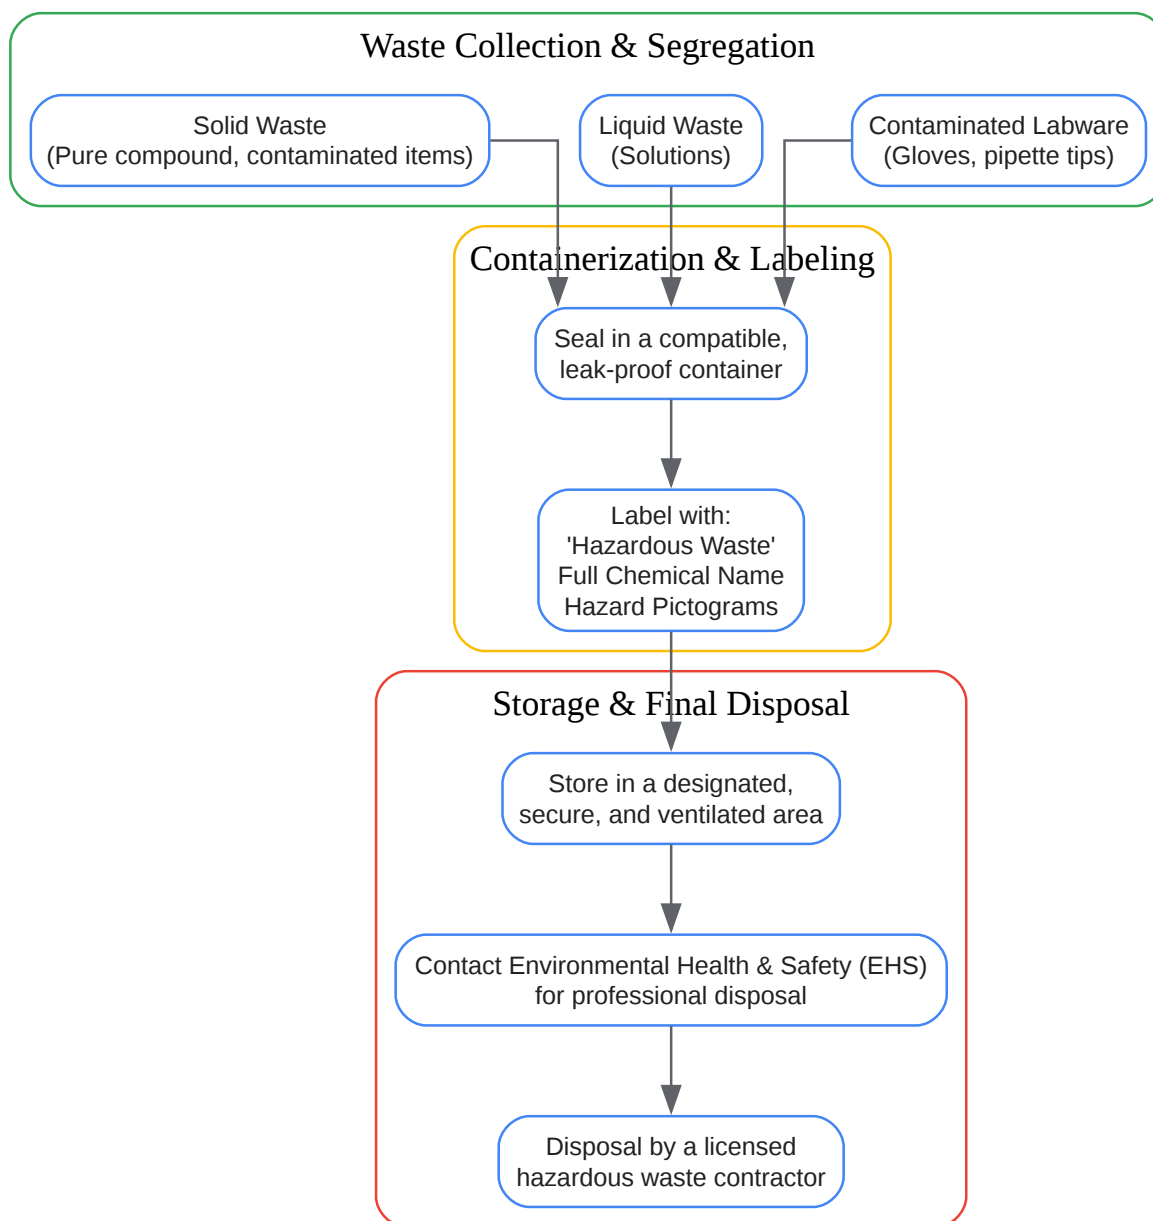 Waste Collection & Segregation
Solid Waste
(Pure compound, contaminated items)
Liquid Waste
(Solutions)
Contaminated Labware
(Gloves, pipette tips)
Containerization & Labeling
Seal in a compatible,
leak-proof container
Label with:
'Hazardous Waste'
Full Chemical Name
Hazard Pictograms
Storage & Final Disposal
Store in a designated,
secure, and ventilated area
Contact Environmental Health & Safety (EHS)
for professional disposal
Disposal by a licensed
hazardous waste contractor